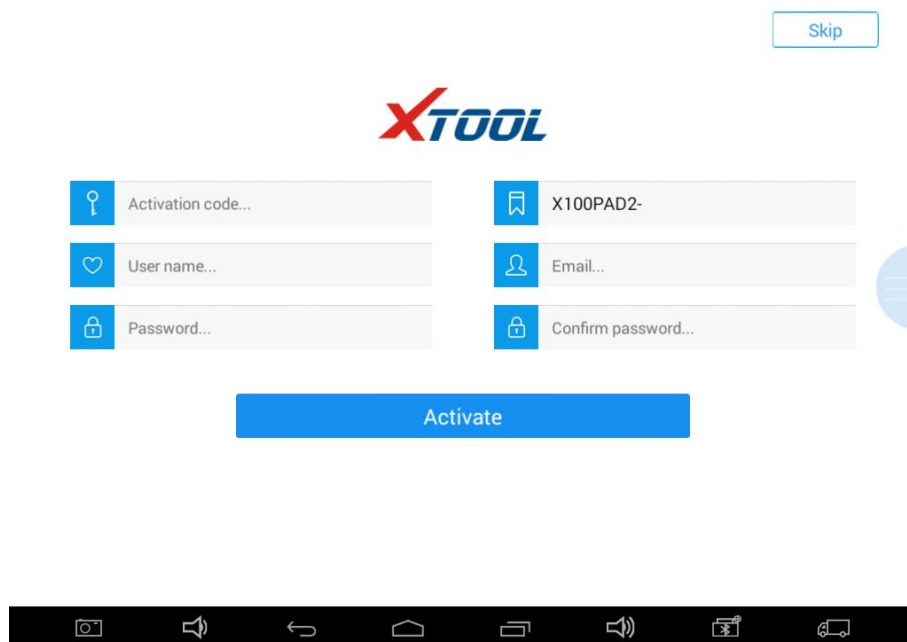 Skip
XTOOL
Activation code...
X100PAD2-
User name...
Email...
Password...
Confirm password...
Activate